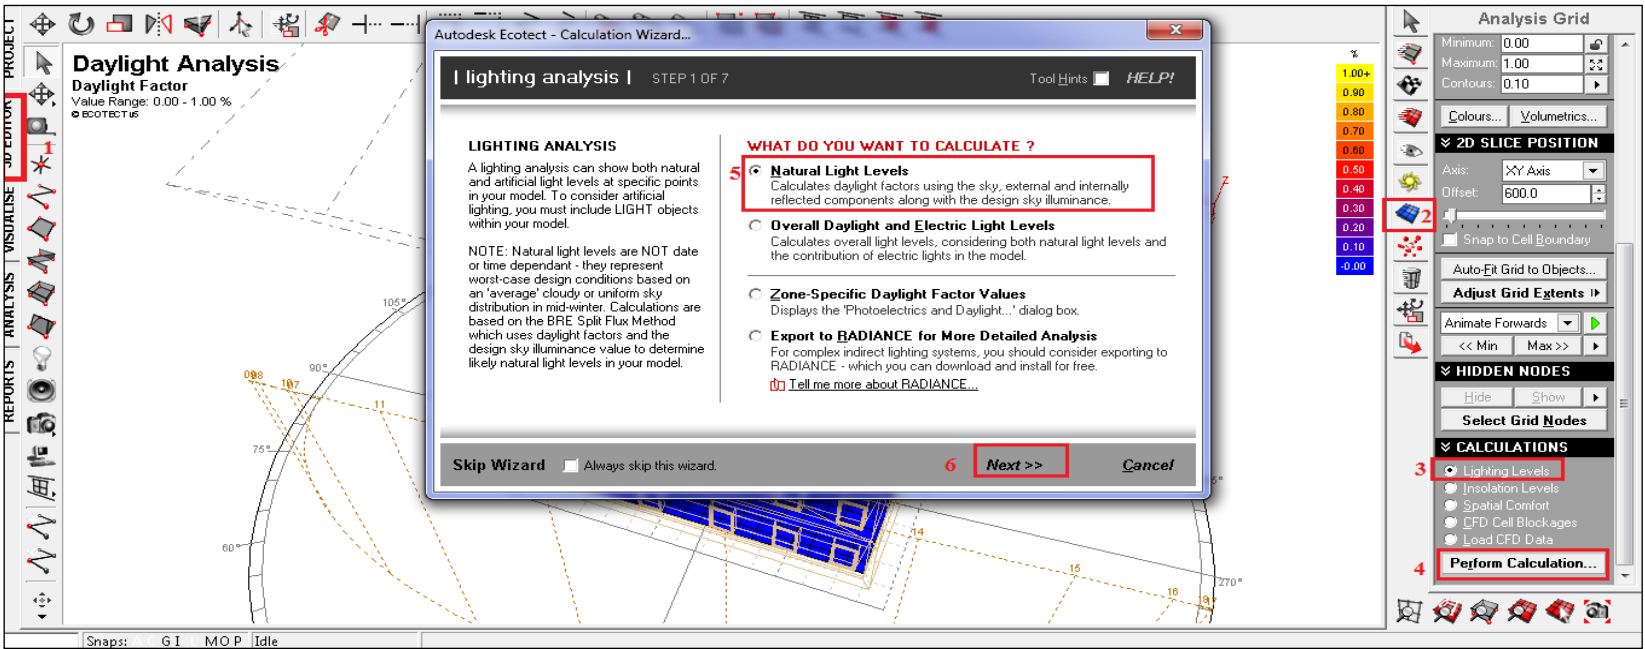 PROJECT
3D EDITOR
VISUALISE
ANALYSIS
REPORTS
1
Daylight Analysis
Daylight Factor
Value Range: 0.00 - 1.00 %
© ECOTECT v5
105°
90°
75°
60°
11
14
15
16
270°
Autodesk Ecotect - Calculation Wizard...
| lighting analysis | STEP 1 OF 7
Tool Hints
HELP!
LIGHTING ANALYSIS
A lighting analysis can show both natural
and artificial light levels at specific points
in your model. To consider artificial
lighting, you must include LIGHT objects
within your model.
NOTE: Natural light levels are NOT date
or time dependant - they represent
worst-case design conditions based on
an 'average' cloudy or uniform sky
distribution in mid-winter. Calculations are
based on the BRE Split Flux Method
which uses daylight factors and the
design sky illuminance value to determine
likely natural light levels in your model.
WHAT DO YOU WANT TO CALCULATE ?
5
Natural Light Levels
Calculates daylight factors using the sky, external and internally
reflected components along with the design sky illuminance.
Overall Daylight and Electric Light Levels
Calculates overall light levels, considering both natural light levels and
the contribution of electric lights in the model.
Zone-Specific Daylight Factor Values
Displays the 'Photoelectrics and Daylight...' dialog box.
Export to RADIANCE for More Detailed Analysis
For complex indirect lighting systems, you should consider exporting to
RADIANCE - which you can download and install for free.
Tell me more about RADIANCE...
Skip Wizard
Always skip this wizard.
6
Next >>
Cancel
%
1.00+
0.90
0.80
0.70
0.60
0.50
0.40
0.30
0.20
0.10
-0.00
Z
2
Analysis Grid
Minimum: 0.00
Maximum: 1.00
Contours: 0.10
Colours...
Volumetrics...
2D SLICE POSITION
Axis: XY Axis
Offset: 600.0
Snap to Cell Boundary
Auto-Fit Grid to Objects...
Adjust Grid Extents
Animate Forwards
<< Min
Max >>
HIDDEN NODES
Hide
Show
Select Grid Nodes
CALCULATIONS
3
Lighting Levels
Insolation Levels
Spatial Comfort
CFD Cell Blockages
Load CFD Data
4
Perform Calculation...
Snaps: A C G I L M O P
Idle